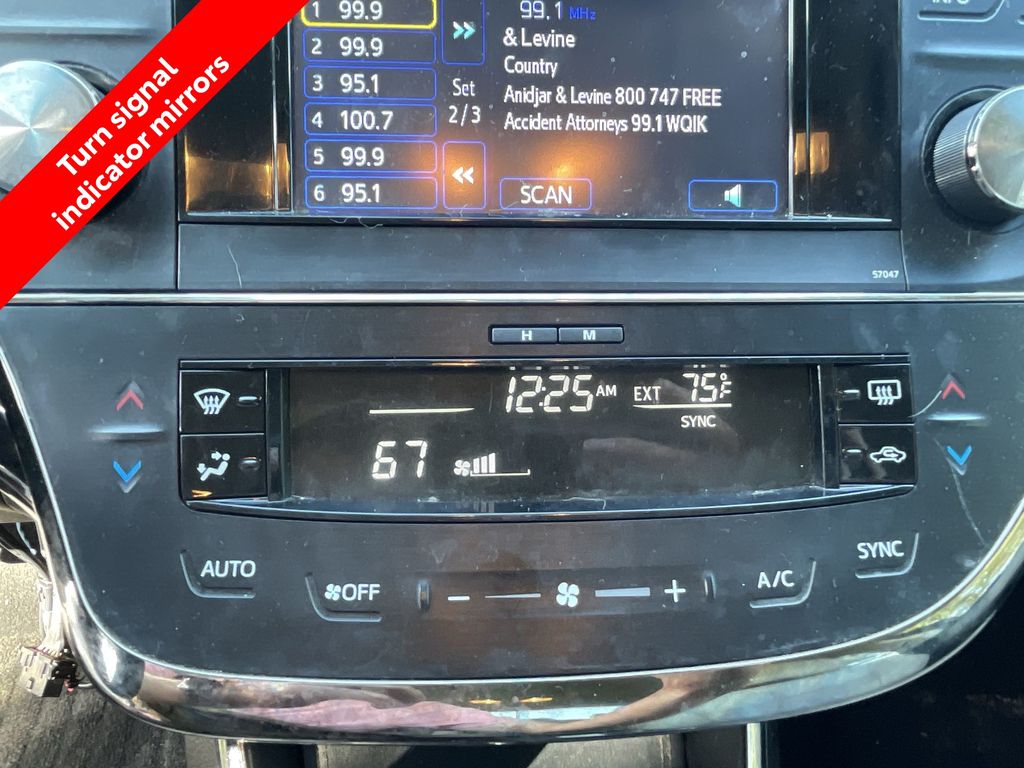 Turn signal
indicator mirrors
1 99.9
2 99.9
3 95.1
4 100.7
5 99.9
6 95.1
Set
2/3
99.1 MHz
& Levine
Country
Anidjar & Levine 800 747 FREE
Accident Attorneys 99.1 WQIK
SCAN
57047
H M
12:25 AM EXT 75°F
SYNC
67
AUTO
OFF
A/C
SYNC